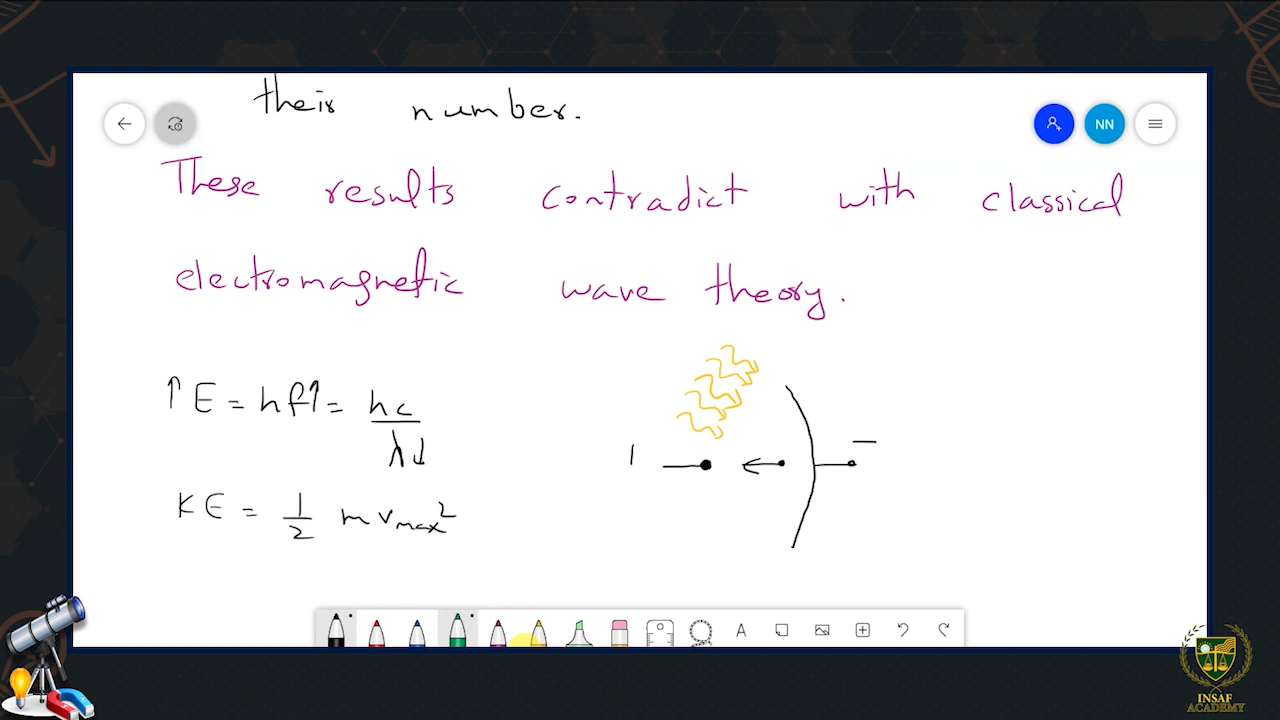 their number.
NN
These results contradict with classical
electromagnetic wave theory.
↑E = hf↑ = hc/λ↓
KE = 1/2 mv_max²
–
A
INSAF
ACADEMY